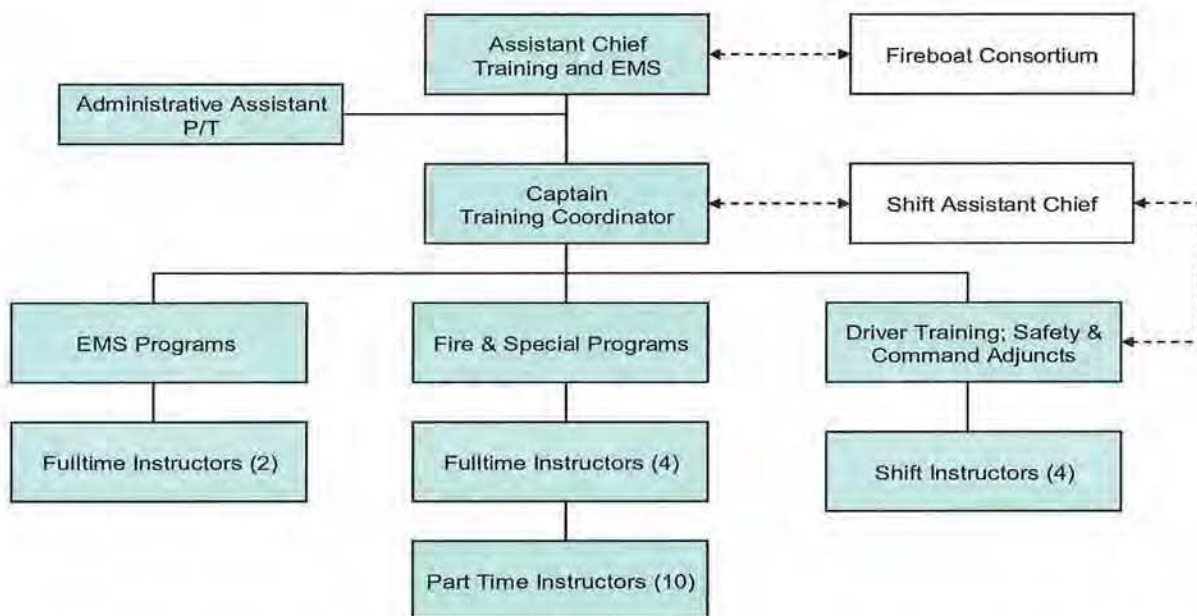 Assistant Chief
Training and EMS
Fireboat Consortium
Administrative Assistant
P/T
Captain
Training Coordinator
Shift Assistant Chief
EMS Programs
Fire & Special Programs
Driver Training; Safety &
Command Adjuncts
Fulltime Instructors (2)
Fulltime Instructors (4)
Shift Instructors (4)
Part Time Instructors (10)